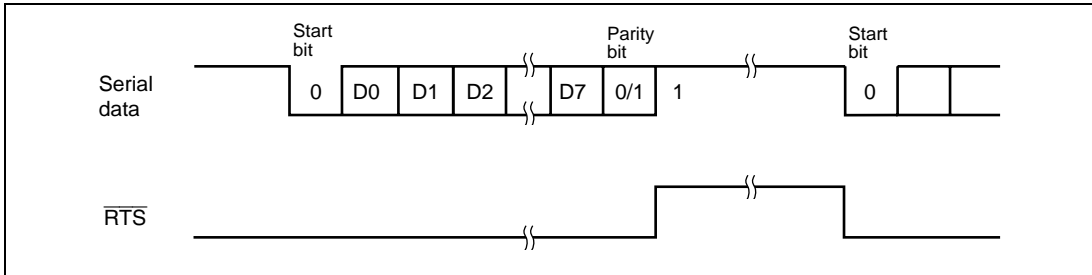 Start bit
Parity bit
Start bit
Serial data
0 D0 D1 D2 D7 0/1 1 0
RTS